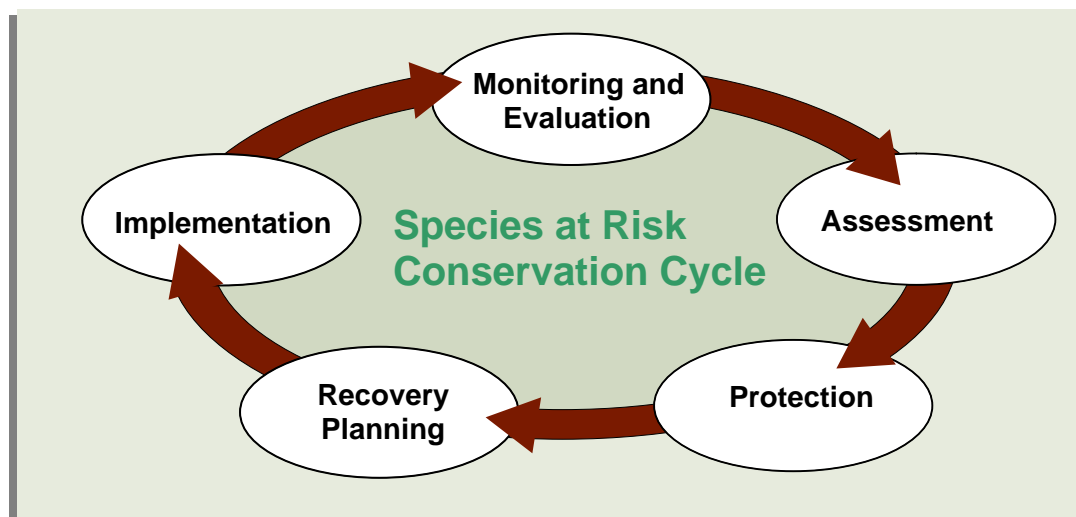 Monitoring and
Evaluation
Implementation
Species at Risk
Conservation Cycle
Assessment
Recovery
Planning
Protection